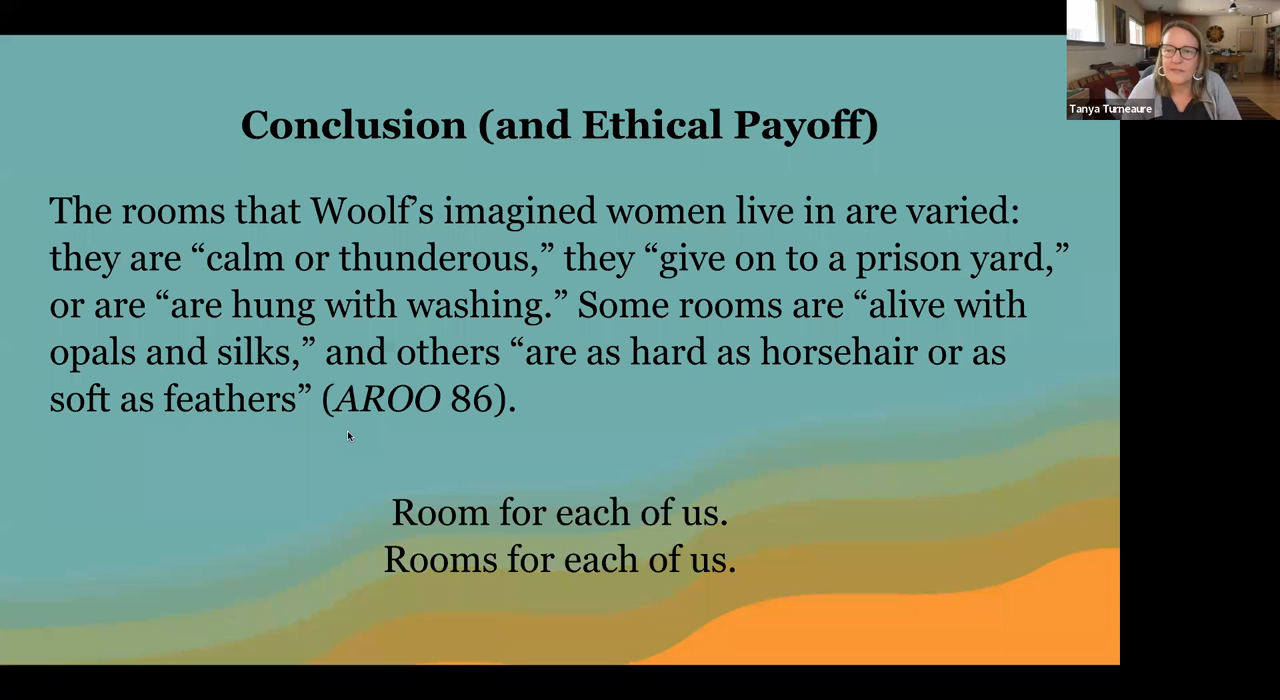 Tanya Turneaure
Conclusion (and Ethical Payoff)
The rooms that Woolf’s imagined women live in are varied:
they are “calm or thunderous,” they “give on to a prison yard,”
or are “are hung with washing.” Some rooms are “alive with
opals and silks,” and others “are as hard as horsehair or as
soft as feathers” (AROO 86).
Room for each of us.
Rooms for each of us.